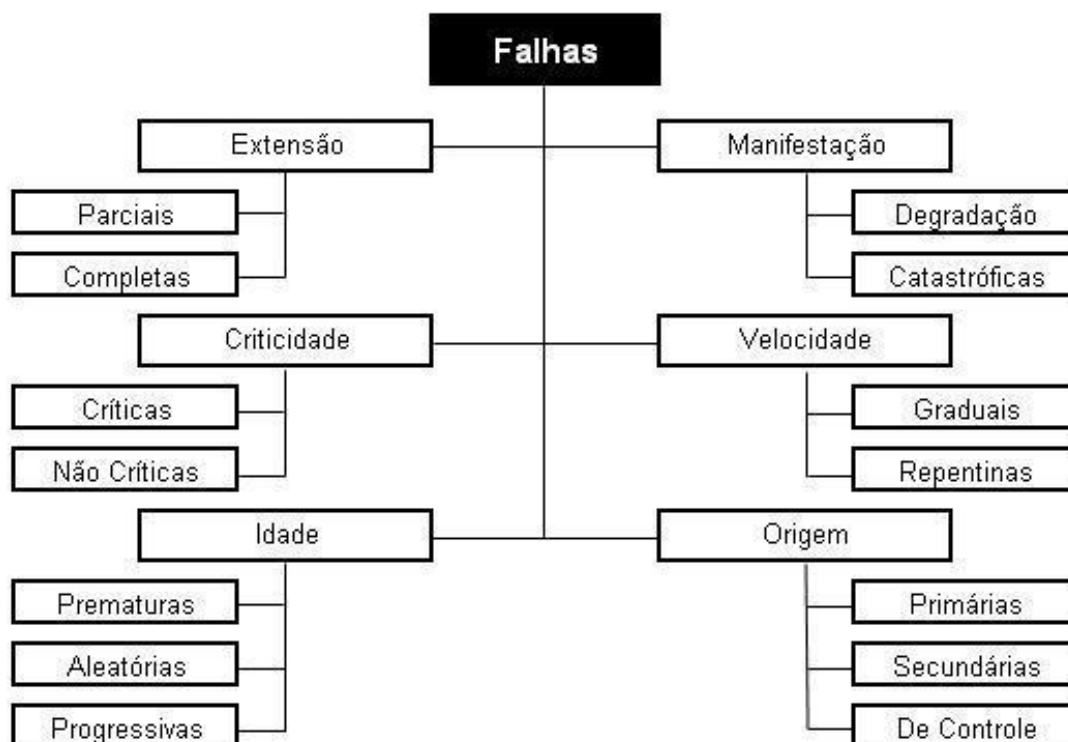 Falhas
Extensão
Manifestação
Parciais
Degradação
Completas
Catastróficas
Criticidade
Velocidade
Críticas
Graduais
Não Críticas
Repentinas
Idade
Origem
Prematuras
Primárias
Aleatórias
Secundárias
Progressivas
De Controle